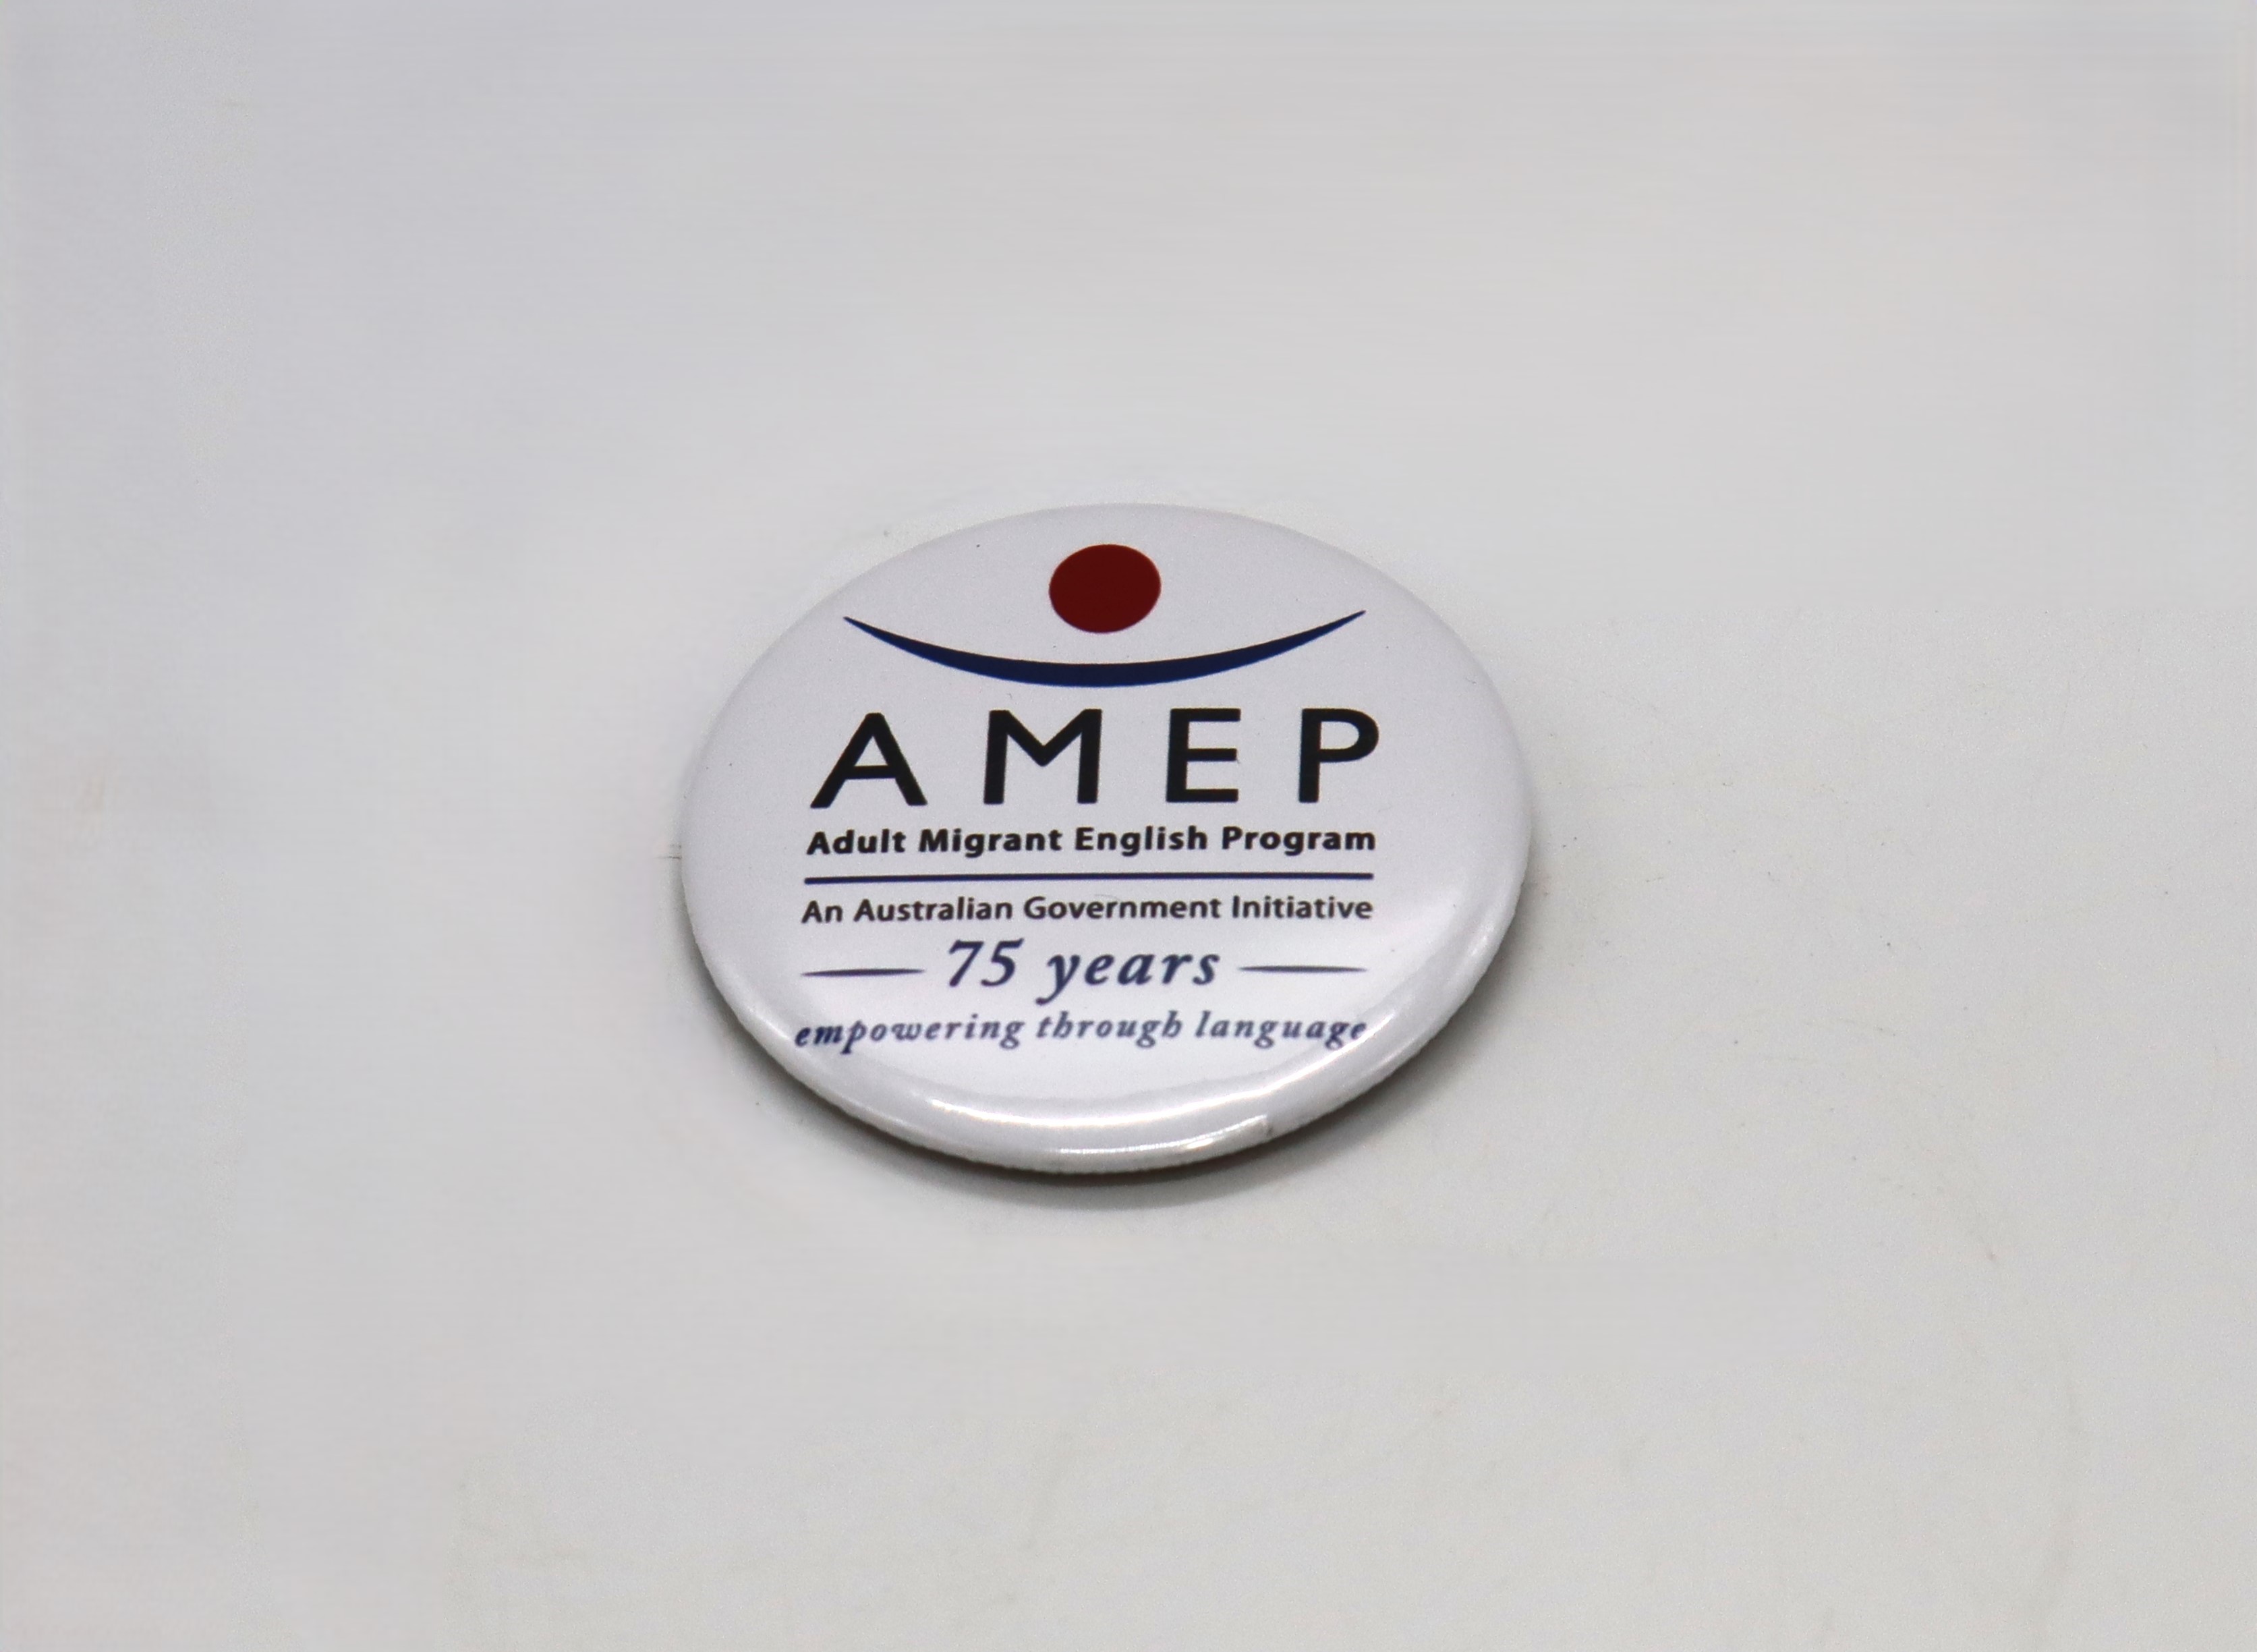 AMEP
Adult Migrant English Program
An Australian Government Initiative
75 years
empowering through language